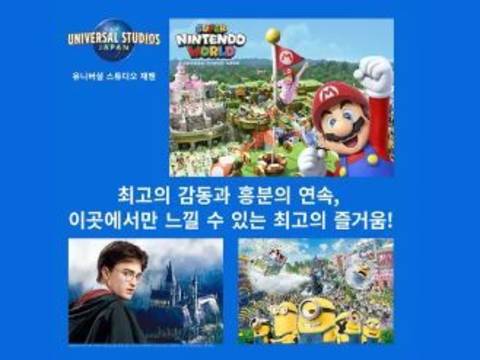 UNIVERSAL STUDIOS
JAPAN
유니버설 스튜디오 재팬
SUPER
NINTENDO
WORLD
최고의 감동과 흥분의 연속,
이곳에서만 느낄 수 있는 최고의 즐거움!